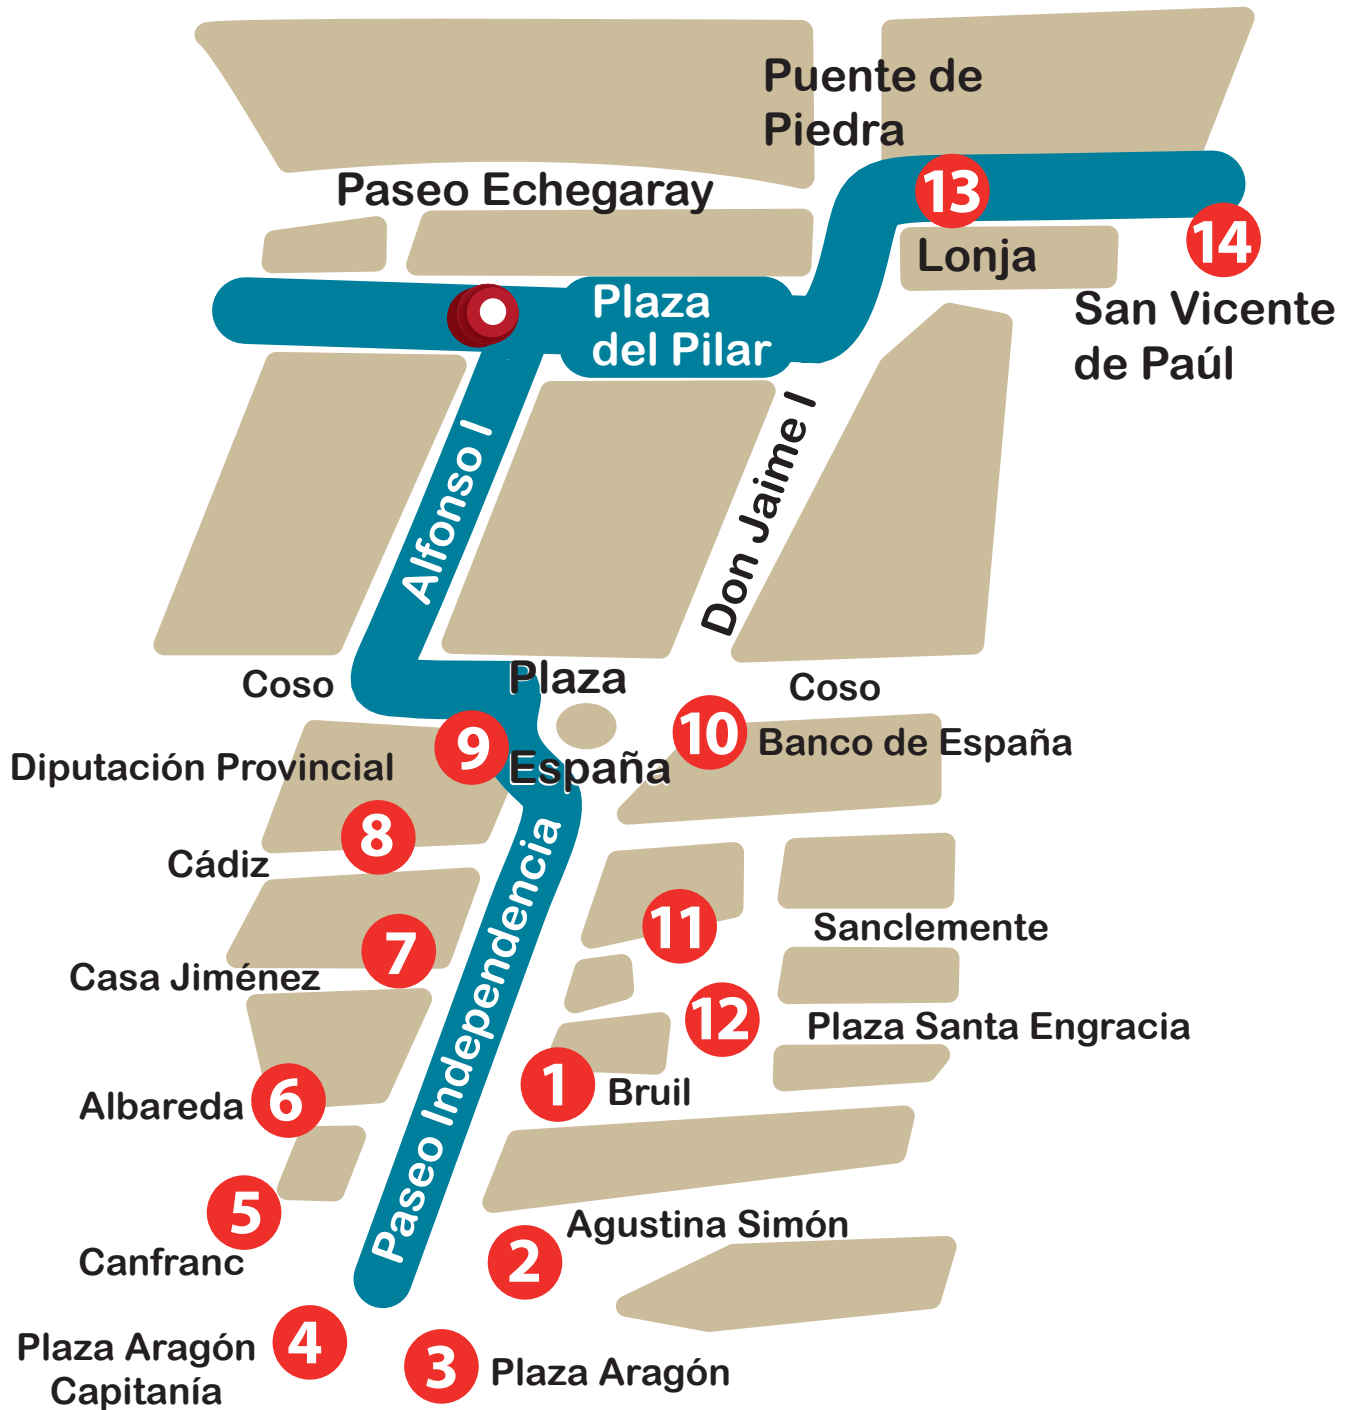 Puente de
Piedra
Paseo Echegaray
13
Lonja
14
San Vicente
de Paúl
Plaza
del Pilar
Alfonso I
Don Jaime I
Coso
Plaza
España
Coso
10
Banco de España
9
Diputación Provincial
8
Cádiz
Paseo Independencia
11
Sanclemente
7
Casa Jiménez
12
Plaza Santa Engracia
1
Bruil
6
Albareda
5
Canfranc
Agustina Simón
2
4
Plaza Aragón
Capitanía
3
Plaza Aragón